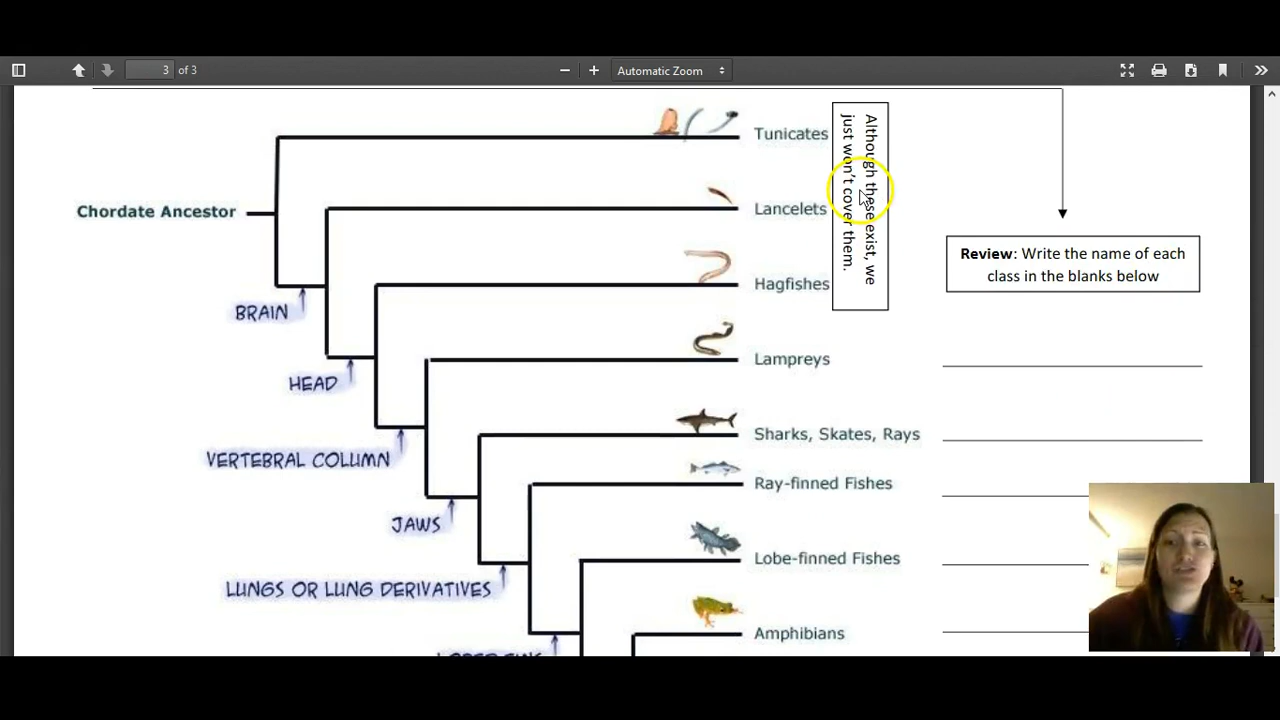 3 of 3
Automatic Zoom
Tunicates
Although these exist, we
just won't cover them.
Chordate Ancestor
Lancelets
Review: Write the name of each
class in the blanks below
Hagfishes
BRAIN
Lampreys
HEAD
Sharks, Skates, Rays
VERTEBRAL COLUMN
Ray-finned Fishes
JAWS
Lobe-finned Fishes
LUNGS OR LUNG DERIVATIVES
Amphibians